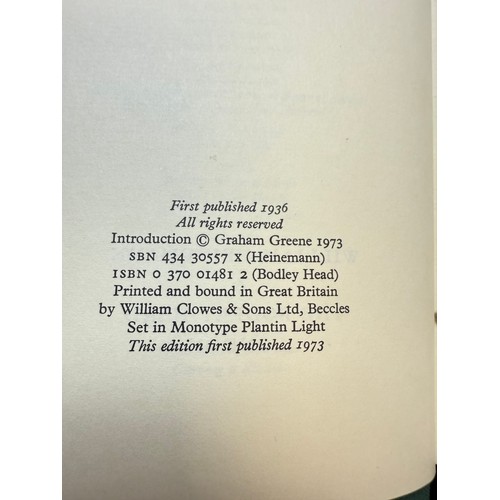 First published 1936
All rights reserved
Introduction © Graham Greene 1973
SBN 434 30557 X (Heinemann)
ISBN 0 370 01481 2 (Bodley Head)
Printed and bound in Great Britain
by William Clowes & Sons Ltd, Beccles
Set in Monotype Plantin Light
This edition first published 1973